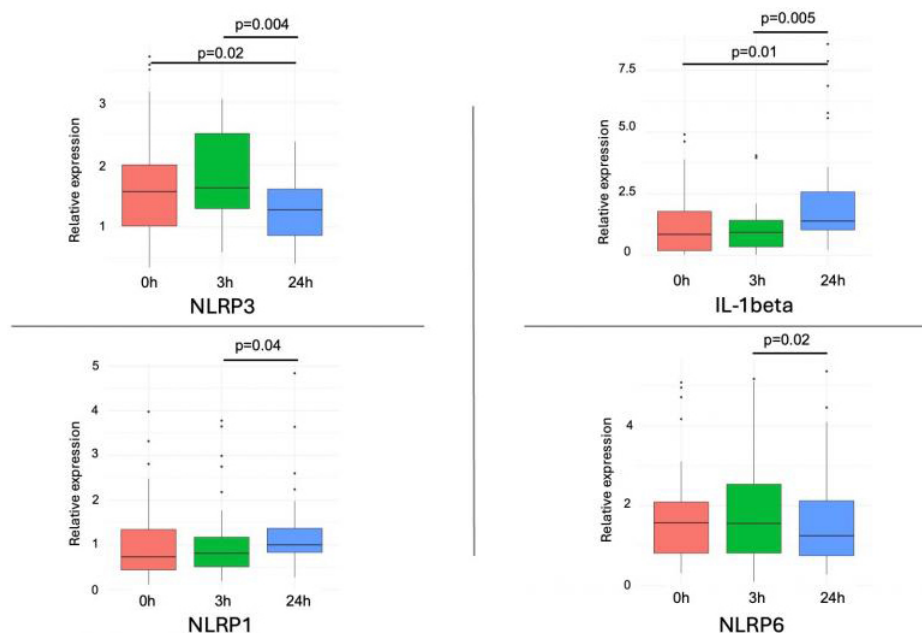 p=0.004
p=0.02
Relative expression
3
2
1
0h 3h 24h
NLRP3
p=0.005
p=0.01
Relative expression
7.5
5.0
2.5
0
0h 3h 24h
IL-1beta
p=0.04
Relative expression
5
4
3
2
1
0
0h 3h 24h
NLRP1
p=0.02
Relative expression
4
2
0
0h 3h 24h
NLRP6